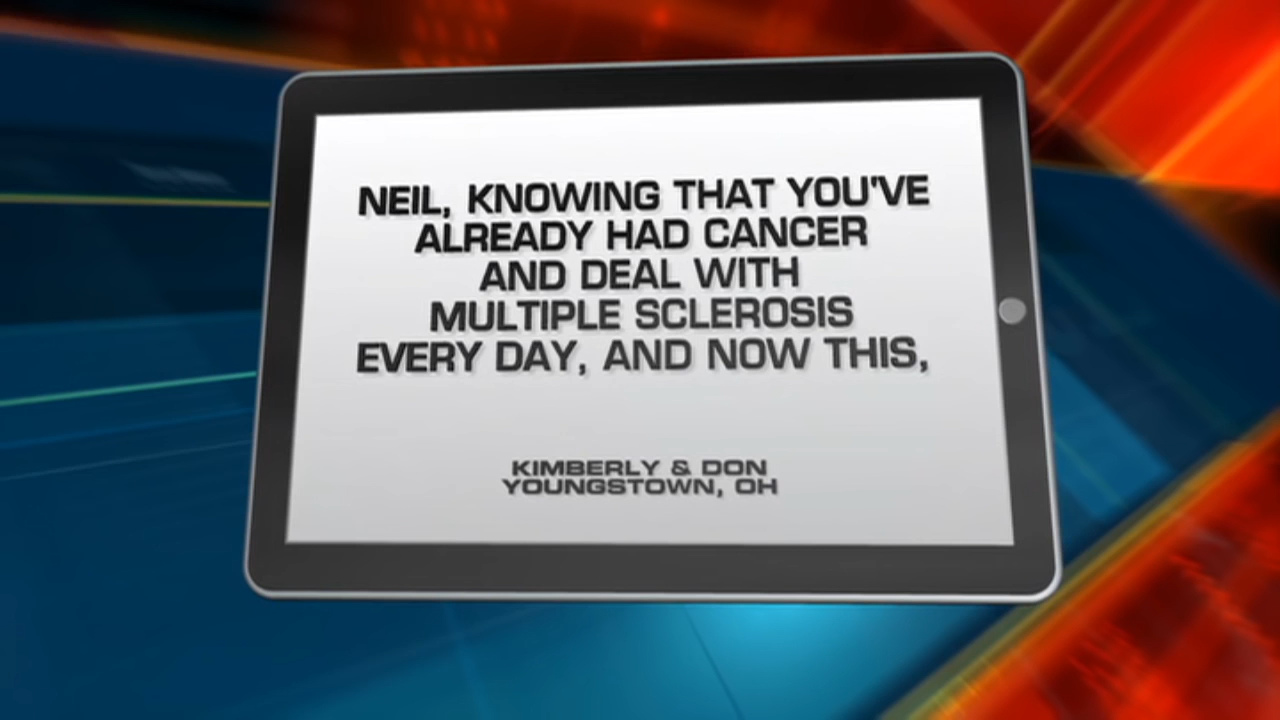 NEIL, KNOWING THAT YOU'VE
ALREADY HAD CANCER
AND DEAL WITH
MULTIPLE SCLEROSIS
EVERY DAY, AND NOW THIS,
KIMBERLY & DON
YOUNGSTOWN, OH